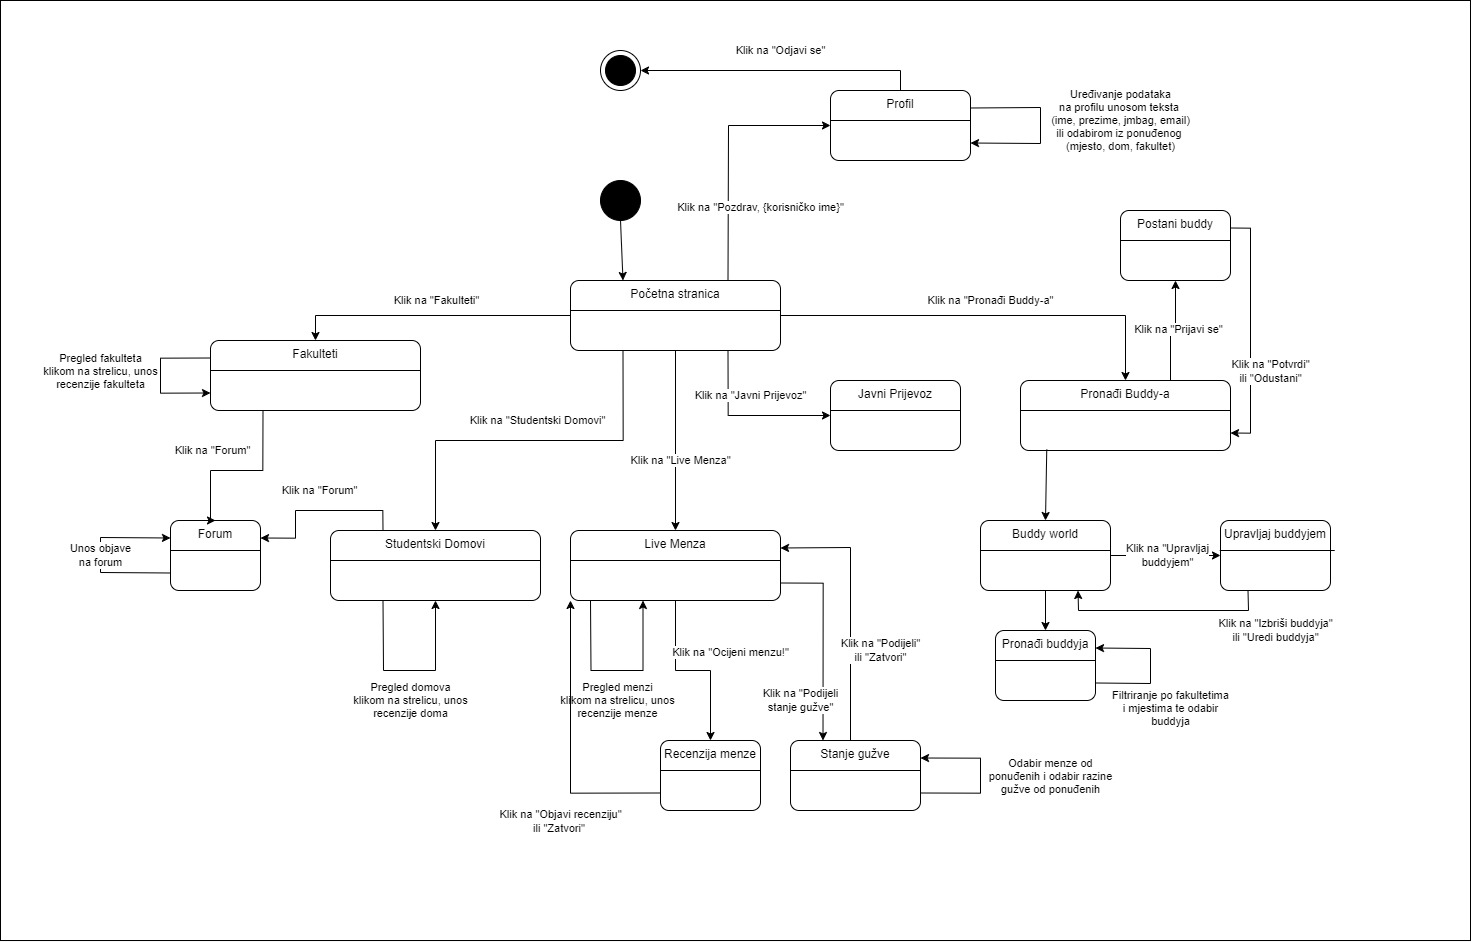 Klik na "Odjavi se"
Profil
Uređivanje podataka
na profilu unosom teksta
(ime, prezime, jmbag, email)
ili odabirom iz ponuđenog
(mjesto, dom, fakultet)
Klik na "Pozdrav, {korisničko ime}"
Postani buddy
Početna stranica
Klik na "Fakulteti"
Klik na "Pronađi Buddy-a"
Klik na "Prijavi se"
Fakulteti
Pregled fakulteta
klikom na strelicu, unos
recenzije fakulteta
Klik na "Potvrdi"
ili "Odustani"
Klik na "Javni Prijevoz"
Javni Prijevoz
Pronađi Buddy-a
Klik na "Studentski Domovi"
Klik na "Forum"
Klik na "Live Menza"
Klik na "Forum"
Forum
Unos objave
na forum
Studentski Domovi
Live Menza
Buddy world
Klik na "Upravljaj
buddyjem"
Upravljaj buddyjem
Klik na "Izbriši buddyja"
ili "Uredi buddyja"
Klik na "Ocijeni menzu!"
Klik na "Podijeli"
ili "Zatvori"
Pronađi buddyja
Pregled domova
klikom na strelicu, unos
recenzije doma
Pregled menzi
klikom na strelicu, unos
recenzije menze
Klik na "Podijeli
stanje gužve"
Filtriranje po fakultetima
i mjestima te odabir
buddyja
Recenzija menze
Stanje gužve
Odabir menze od
ponuđenih i odabir razine
gužve od ponuđenih
Klik na "Objavi recenziju"
ili "Zatvori"